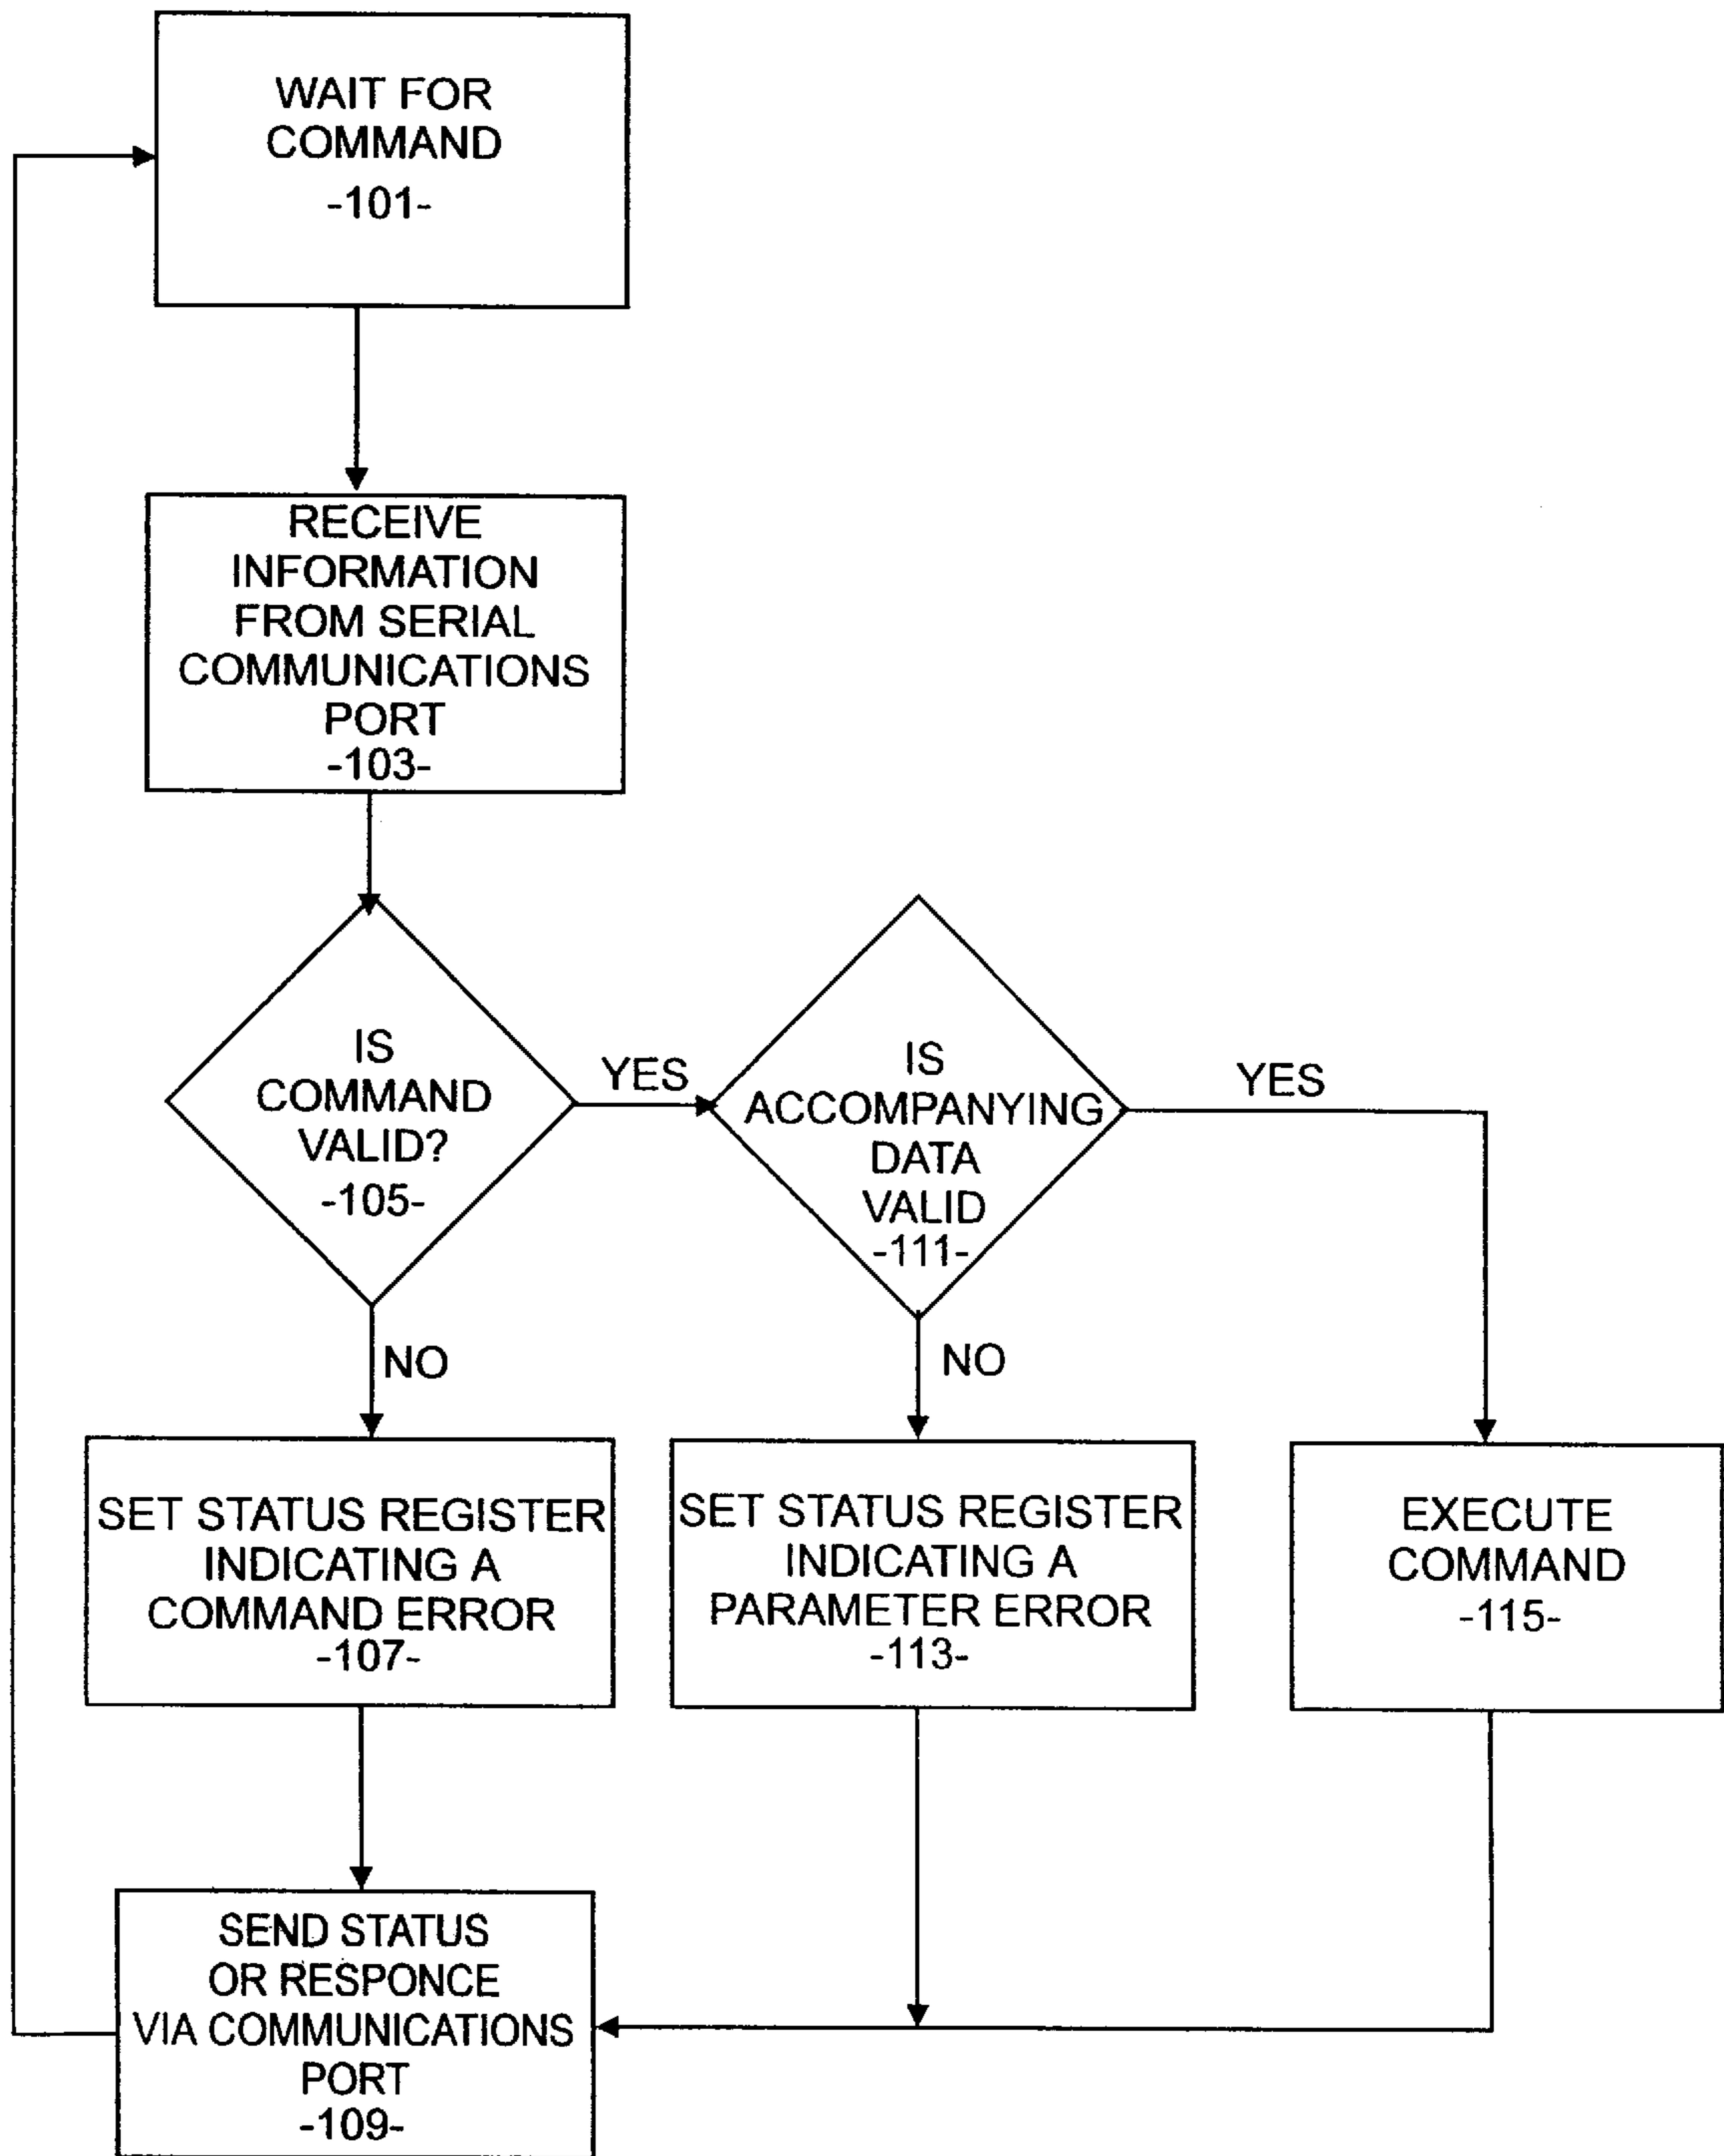 WAIT FOR
COMMAND
-101-
RECEIVE
INFORMATION
FROM SERIAL
COMMUNICATIONS
PORT
-103-
IS
COMMAND
VALID?
-105-
YES
IS
ACCOMPANYING
DATA
VALID
-111-
YES
NO
NO
SET STATUS REGISTER
INDICATING A
COMMAND ERROR
-107-
SET STATUS REGISTER
INDICATING A
PARAMETER ERROR
-113-
EXECUTE
COMMAND
-115-
SEND STATUS
OR RESPONCE
VIA COMMUNICATIONS
PORT
-109-